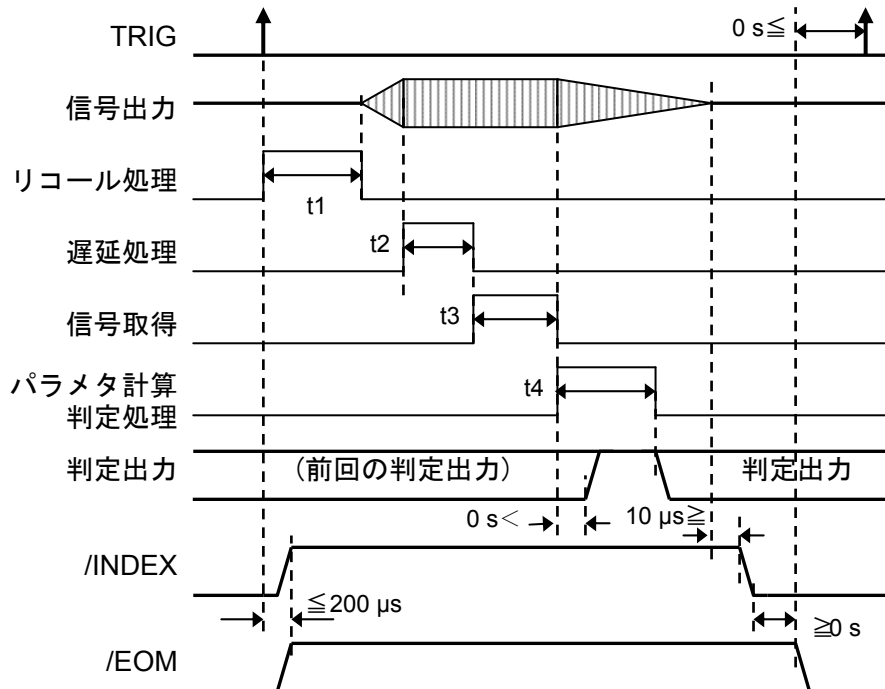 TRIG
0 s≦
信号出力
リコール処理
t1
遅延処理
t2
信号取得
t3
パラメタ計算
判定処理
t4
判定出力
(前回の判定出力)
判定出力
0 s<
10 µs≧
/INDEX
≦200 µs
≧0 s
/EOM